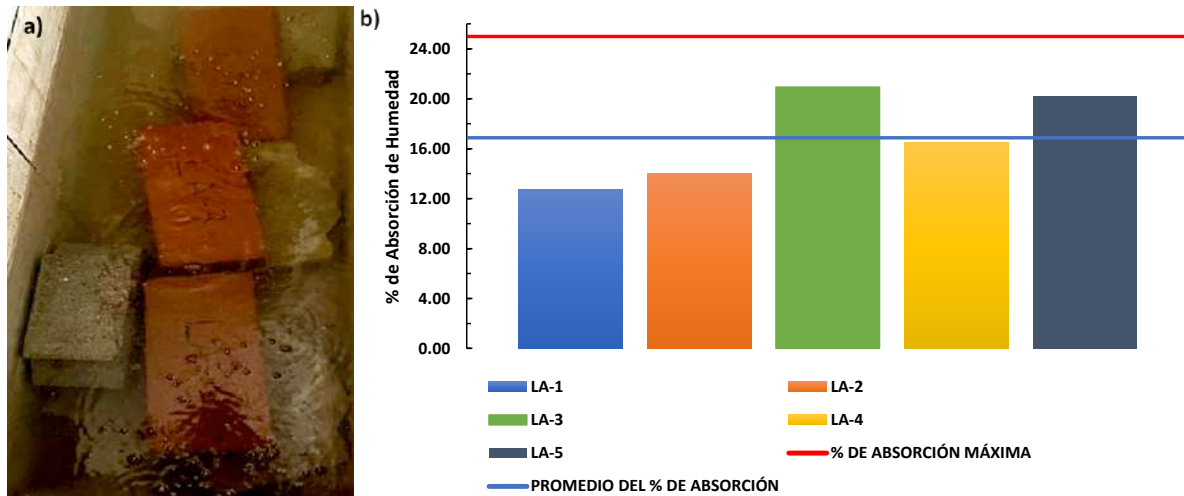 a)
b)
% de Absorción de Humedad
24.00
20.00
16.00
12.00
8.00
4.00
0.00
LA-1
LA-2
LA-3
LA-4
LA-5
% DE ABSORCIÓN MÁXIMA
PROMEDIO DEL % DE ABSORCIÓN